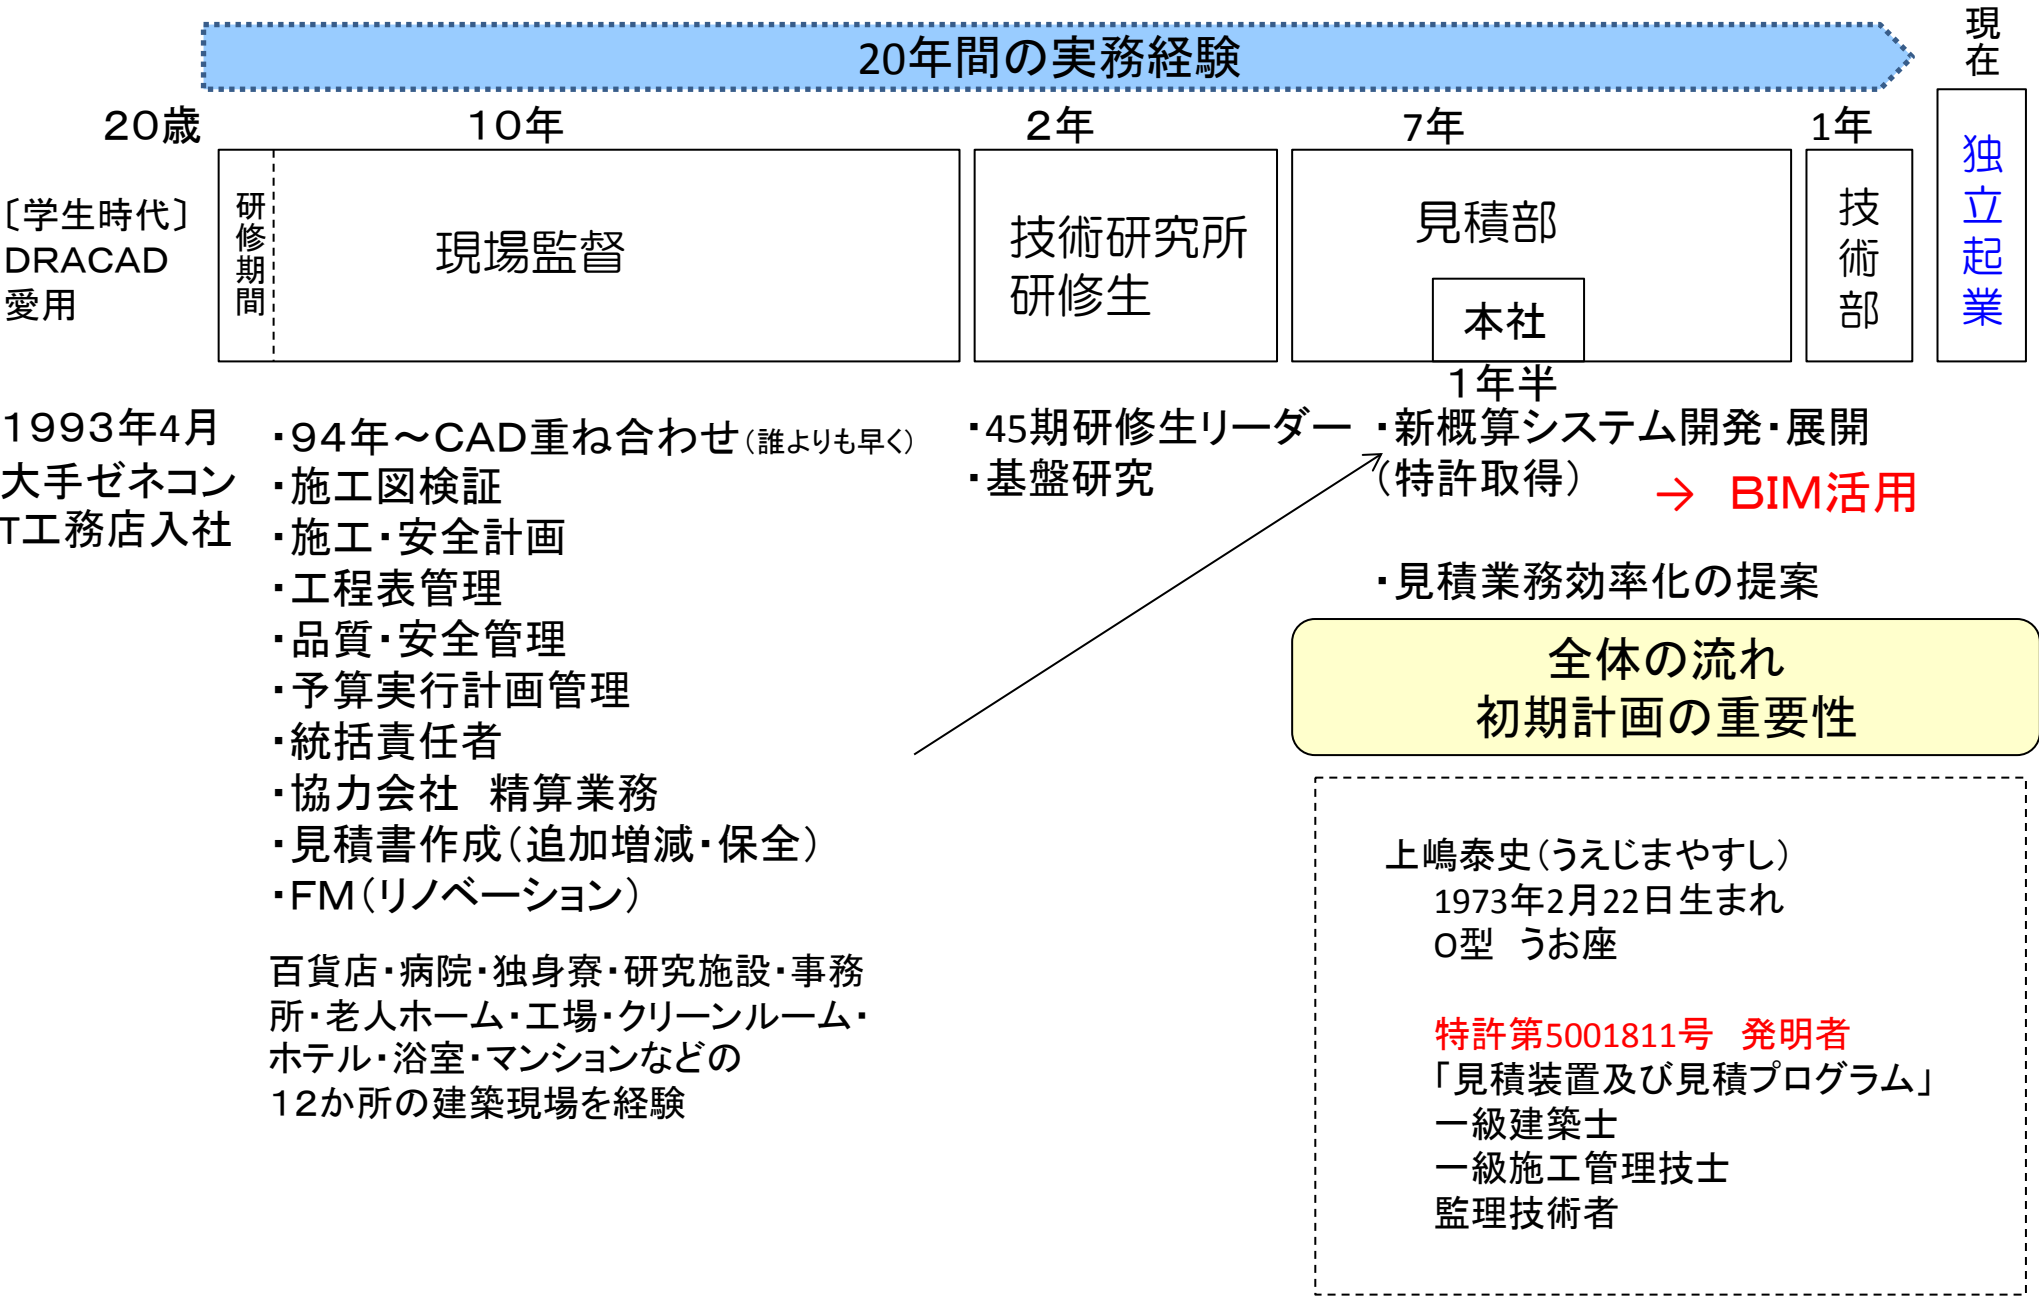 現在
20年間の実務経験
20歳
10年
2年
7年
1年
〔学生時代〕
DRACAD
愛用
研修期間
現場監督
技術研究所
研修生
見積部
本社
1年半
技術部
独立起業
1993年4月
大手ゼネコン
T工務店入社
・94年～CAD重ね合わせ（誰よりも早く）
・施工図検証
・施工・安全計画
・工程表管理
・品質・安全管理
・予算実行計画管理
・統括責任者
・協力会社　精算業務
・見積書作成（追加増減・保全）
・FM（リノベーション）
百貨店・病院・独身寮・研究施設・事務
所・老人ホーム・工場・クリーンルーム・
ホテル・浴室・マンションなどの
12か所の建築現場を経験
・45期研修生リーダー
・基盤研究
・新概算システム開発・展開
（特許取得）
→ BIM活用
・見積業務効率化の提案
全体の流れ
初期計画の重要性
上嶋泰史（うえじまやすし）
1973年2月22日生まれ
O型　うお座
特許第5001811号　発明者
「見積装置及び見積プログラム」
一級建築士
一級施工管理技士
監理技術者